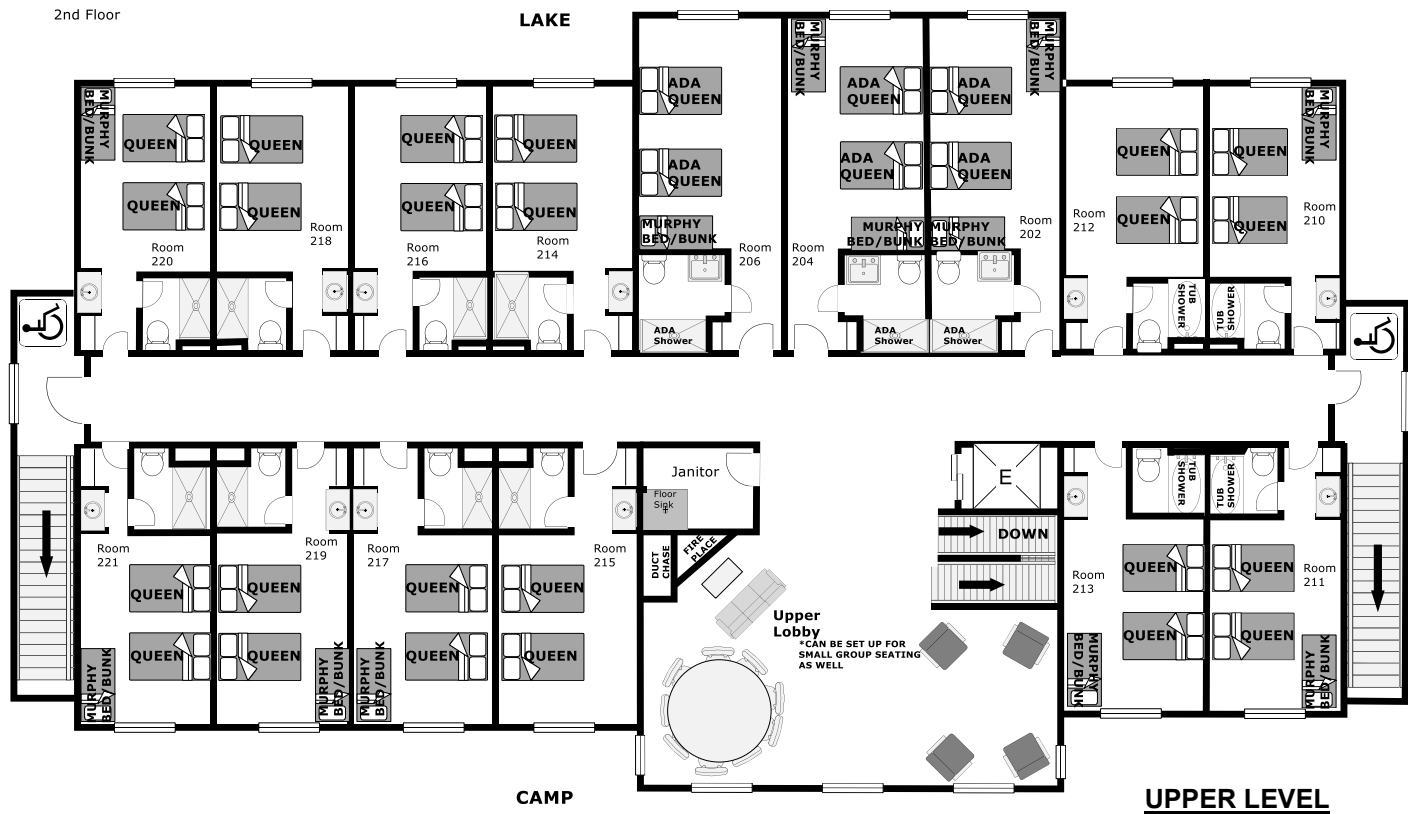 2nd Floor
LAKE
MURPHY
BED/BUNK
QUEEN
QUEEN
Room
220
QUEEN
QUEEN
Room
218
QUEEN
QUEEN
Room
216
QUEEN
QUEEN
Room
214
ADA
QUEEN
ADA
QUEEN
MURPHY
BED/BUNK
Room
206
ADA
Shower
MURPHY
BED/BUNK
ADA
QUEEN
ADA
QUEEN
MURPHY
BED/BUNK
Room
204
ADA
Shower
MURPHY
BED/BUNK
ADA
QUEEN
ADA
QUEEN
MURPHY
BED/BUNK
Room
202
ADA
Shower
QUEEN
QUEEN
Room
212
TUB
SHOWER
MURPHY
BED/BUNK
QUEEN
QUEEN
Room
210
TUB
SHOWER
Room
221
QUEEN
QUEEN
MURPHY
BED/BUNK
Room
219
QUEEN
QUEEN
MURPHY
BED/BUNK
Room
217
QUEEN
QUEEN
MURPHY
BED/BUNK
Room
215
QUEEN
QUEEN
Janitor
Floor
Sink
DUCT
CHASE
FIRE
PLACE
Upper
Lobby
*CAN BE SET UP FOR
SMALL GROUP SEATING
AS WELL
E
DOWN
TUB
SHOWER
Room
213
QUEEN
QUEEN
MURPHY
BED/BUNK
TUB
SHOWER
Room
211
QUEEN
QUEEN
MURPHY
BED/BUNK
CAMP
UPPER LEVEL